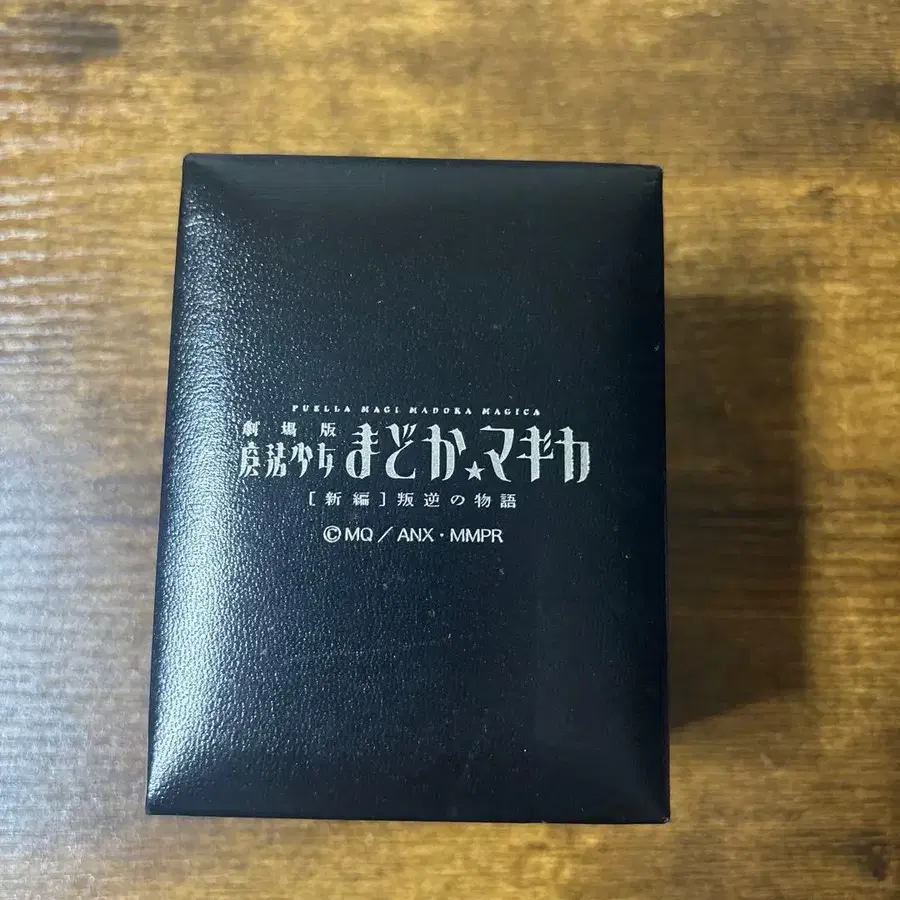 PUELLA MAGI MADOKA MAGICA
劇場版
魔法少女まどか☆マギカ
[新編]叛逆の物語
©MQ/ANX・MMPR